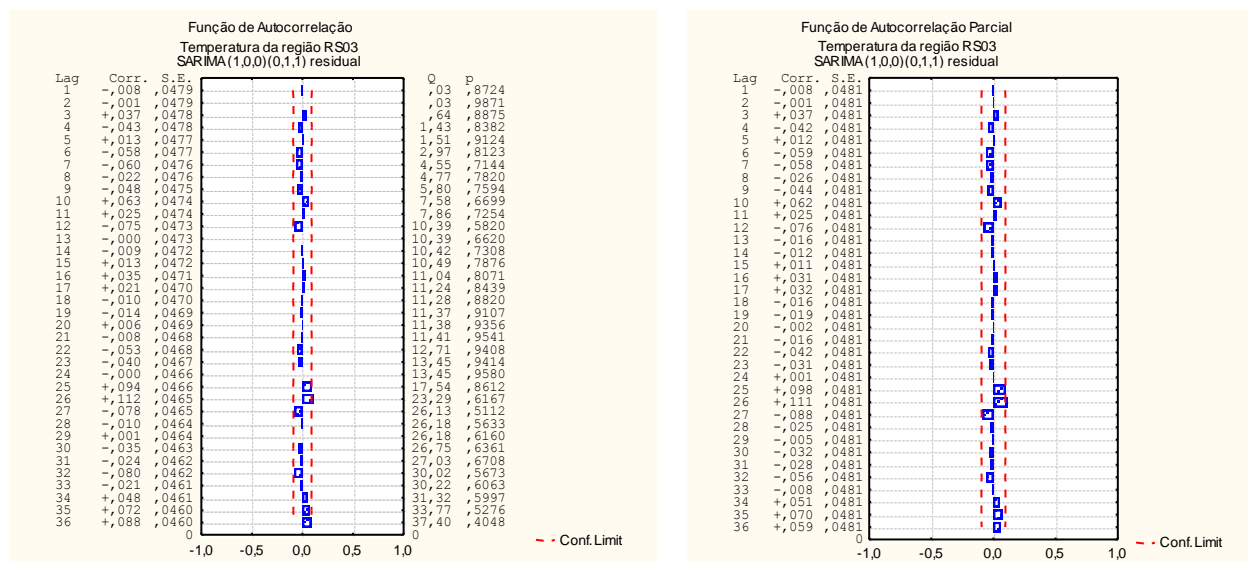 Função de Autocorrelação
Temperatura da região RS03
SARIMA(1,0,0)(0,1,1) residual
Lag Corr. S.E. Q p
1 -,008 ,0479 ,03 ,8724
2 -,001 ,0479 ,03 ,9871
3 +,037 ,0478 ,64 ,8875
4 -,043 ,0478 1,43 ,8382
5 +,013 ,0477 1,51 ,9124
6 -,058 ,0477 2,97 ,8123
7 -,060 ,0476 4,55 ,7144
8 -,022 ,0476 4,77 ,7820
9 -,048 ,0475 5,80 ,7594
10 +,063 ,0474 7,58 ,6699
11 +,025 ,0474 7,86 ,7254
12 -,075 ,0473 10,39 ,5820
13 -,000 ,0473 10,39 ,6620
14 -,009 ,0472 10,42 ,7308
15 +,013 ,0472 10,49 ,7876
16 +,035 ,0471 11,04 ,8071
17 +,021 ,0470 11,24 ,8439
18 -,010 ,0470 11,28 ,8820
19 -,014 ,0469 11,37 ,9107
20 +,006 ,0469 11,38 ,9356
21 -,008 ,0468 11,41 ,9541
22 -,053 ,0468 12,71 ,9408
23 -,040 ,0467 13,45 ,9414
24 -,000 ,0466 13,45 ,9580
25 +,094 ,0466 17,54 ,8612
26 +,112 ,0465 23,29 ,6167
27 -,078 ,0465 26,13 ,5112
28 -,010 ,0464 26,18 ,5633
29 +,001 ,0464 26,18 ,6160
30 -,035 ,0463 26,75 ,6361
31 -,024 ,0462 27,03 ,6708
32 -,080 ,0462 30,02 ,5673
33 -,021 ,0461 30,22 ,6063
34 +,048 ,0461 31,32 ,5997
35 +,072 ,0460 33,77 ,5276
36 +,088 ,0460 37,40 ,4048
0 0
-1,0 -0,5 0,0 0,5 1,0
Conf. Limit
Função de Autocorrelação Parcial
Temperatura da região RS03
SARIMA(1,0,0)(0,1,1) residual
Lag Corr. S.E.
1 -,008 ,0481
2 -,001 ,0481
3 +,037 ,0481
4 -,042 ,0481
5 +,012 ,0481
6 -,059 ,0481
7 -,058 ,0481
8 -,026 ,0481
9 -,044 ,0481
10 +,062 ,0481
11 +,025 ,0481
12 -,076 ,0481
13 -,016 ,0481
14 -,012 ,0481
15 +,011 ,0481
16 +,031 ,0481
17 +,032 ,0481
18 -,016 ,0481
19 -,019 ,0481
20 -,002 ,0481
21 -,016 ,0481
22 -,042 ,0481
23 -,031 ,0481
24 +,001 ,0481
25 +,098 ,0481
26 +,111 ,0481
27 -,088 ,0481
28 -,025 ,0481
29 -,005 ,0481
30 -,032 ,0481
31 -,028 ,0481
32 -,056 ,0481
33 -,008 ,0481
34 +,051 ,0481
35 +,070 ,0481
36 +,059 ,0481
0
-1,0 -0,5 0,0 0,5 1,0
Conf. Limit